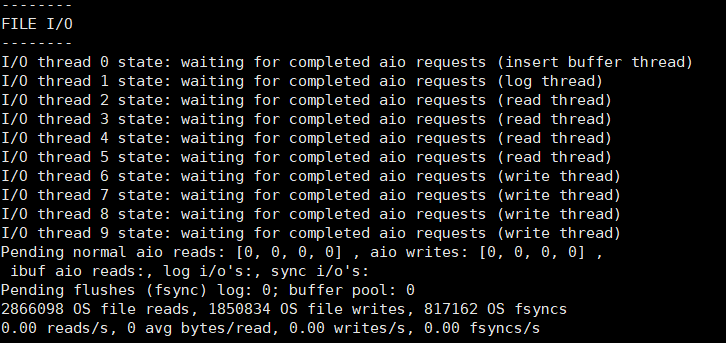 --------
FILE I/O
--------
I/O thread 0 state: waiting for completed aio requests (insert buffer thread)
I/O thread 1 state: waiting for completed aio requests (log thread)
I/O thread 2 state: waiting for completed aio requests (read thread)
I/O thread 3 state: waiting for completed aio requests (read thread)
I/O thread 4 state: waiting for completed aio requests (read thread)
I/O thread 5 state: waiting for completed aio requests (read thread)
I/O thread 6 state: waiting for completed aio requests (write thread)
I/O thread 7 state: waiting for completed aio requests (write thread)
I/O thread 8 state: waiting for completed aio requests (write thread)
I/O thread 9 state: waiting for completed aio requests (write thread)
Pending normal aio reads: [0, 0, 0, 0] , aio writes: [0, 0, 0, 0] ,
 ibuf aio reads:, log i/o's:, sync i/o's:
Pending flushes (fsync) log: 0; buffer pool: 0
2866098 OS file reads, 1850834 OS file writes, 817162 OS fsyncs
0.00 reads/s, 0 avg bytes/read, 0.00 writes/s, 0.00 fsyncs/s